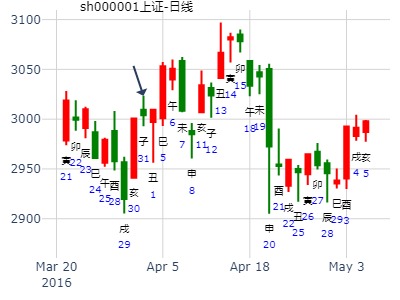 sh000001上证-日线
3100
3050
3000
2950
2900
寅
21
卯
22
辰
23
巳
24
午
25
酉
28
戌
29
亥
30
子
31
丑
1
巳
5
午
6
未
7
申
8
亥
11
子
12
丑
13
寅
14
卯
15
午
18
未
19
申
20
酉
21
戌
22
丑
25
寅
26
卯
27
辰
28
巳
29
酉
3
戌
4
亥
5
Mar 20
2016
Apr 5
Apr 18
May 3